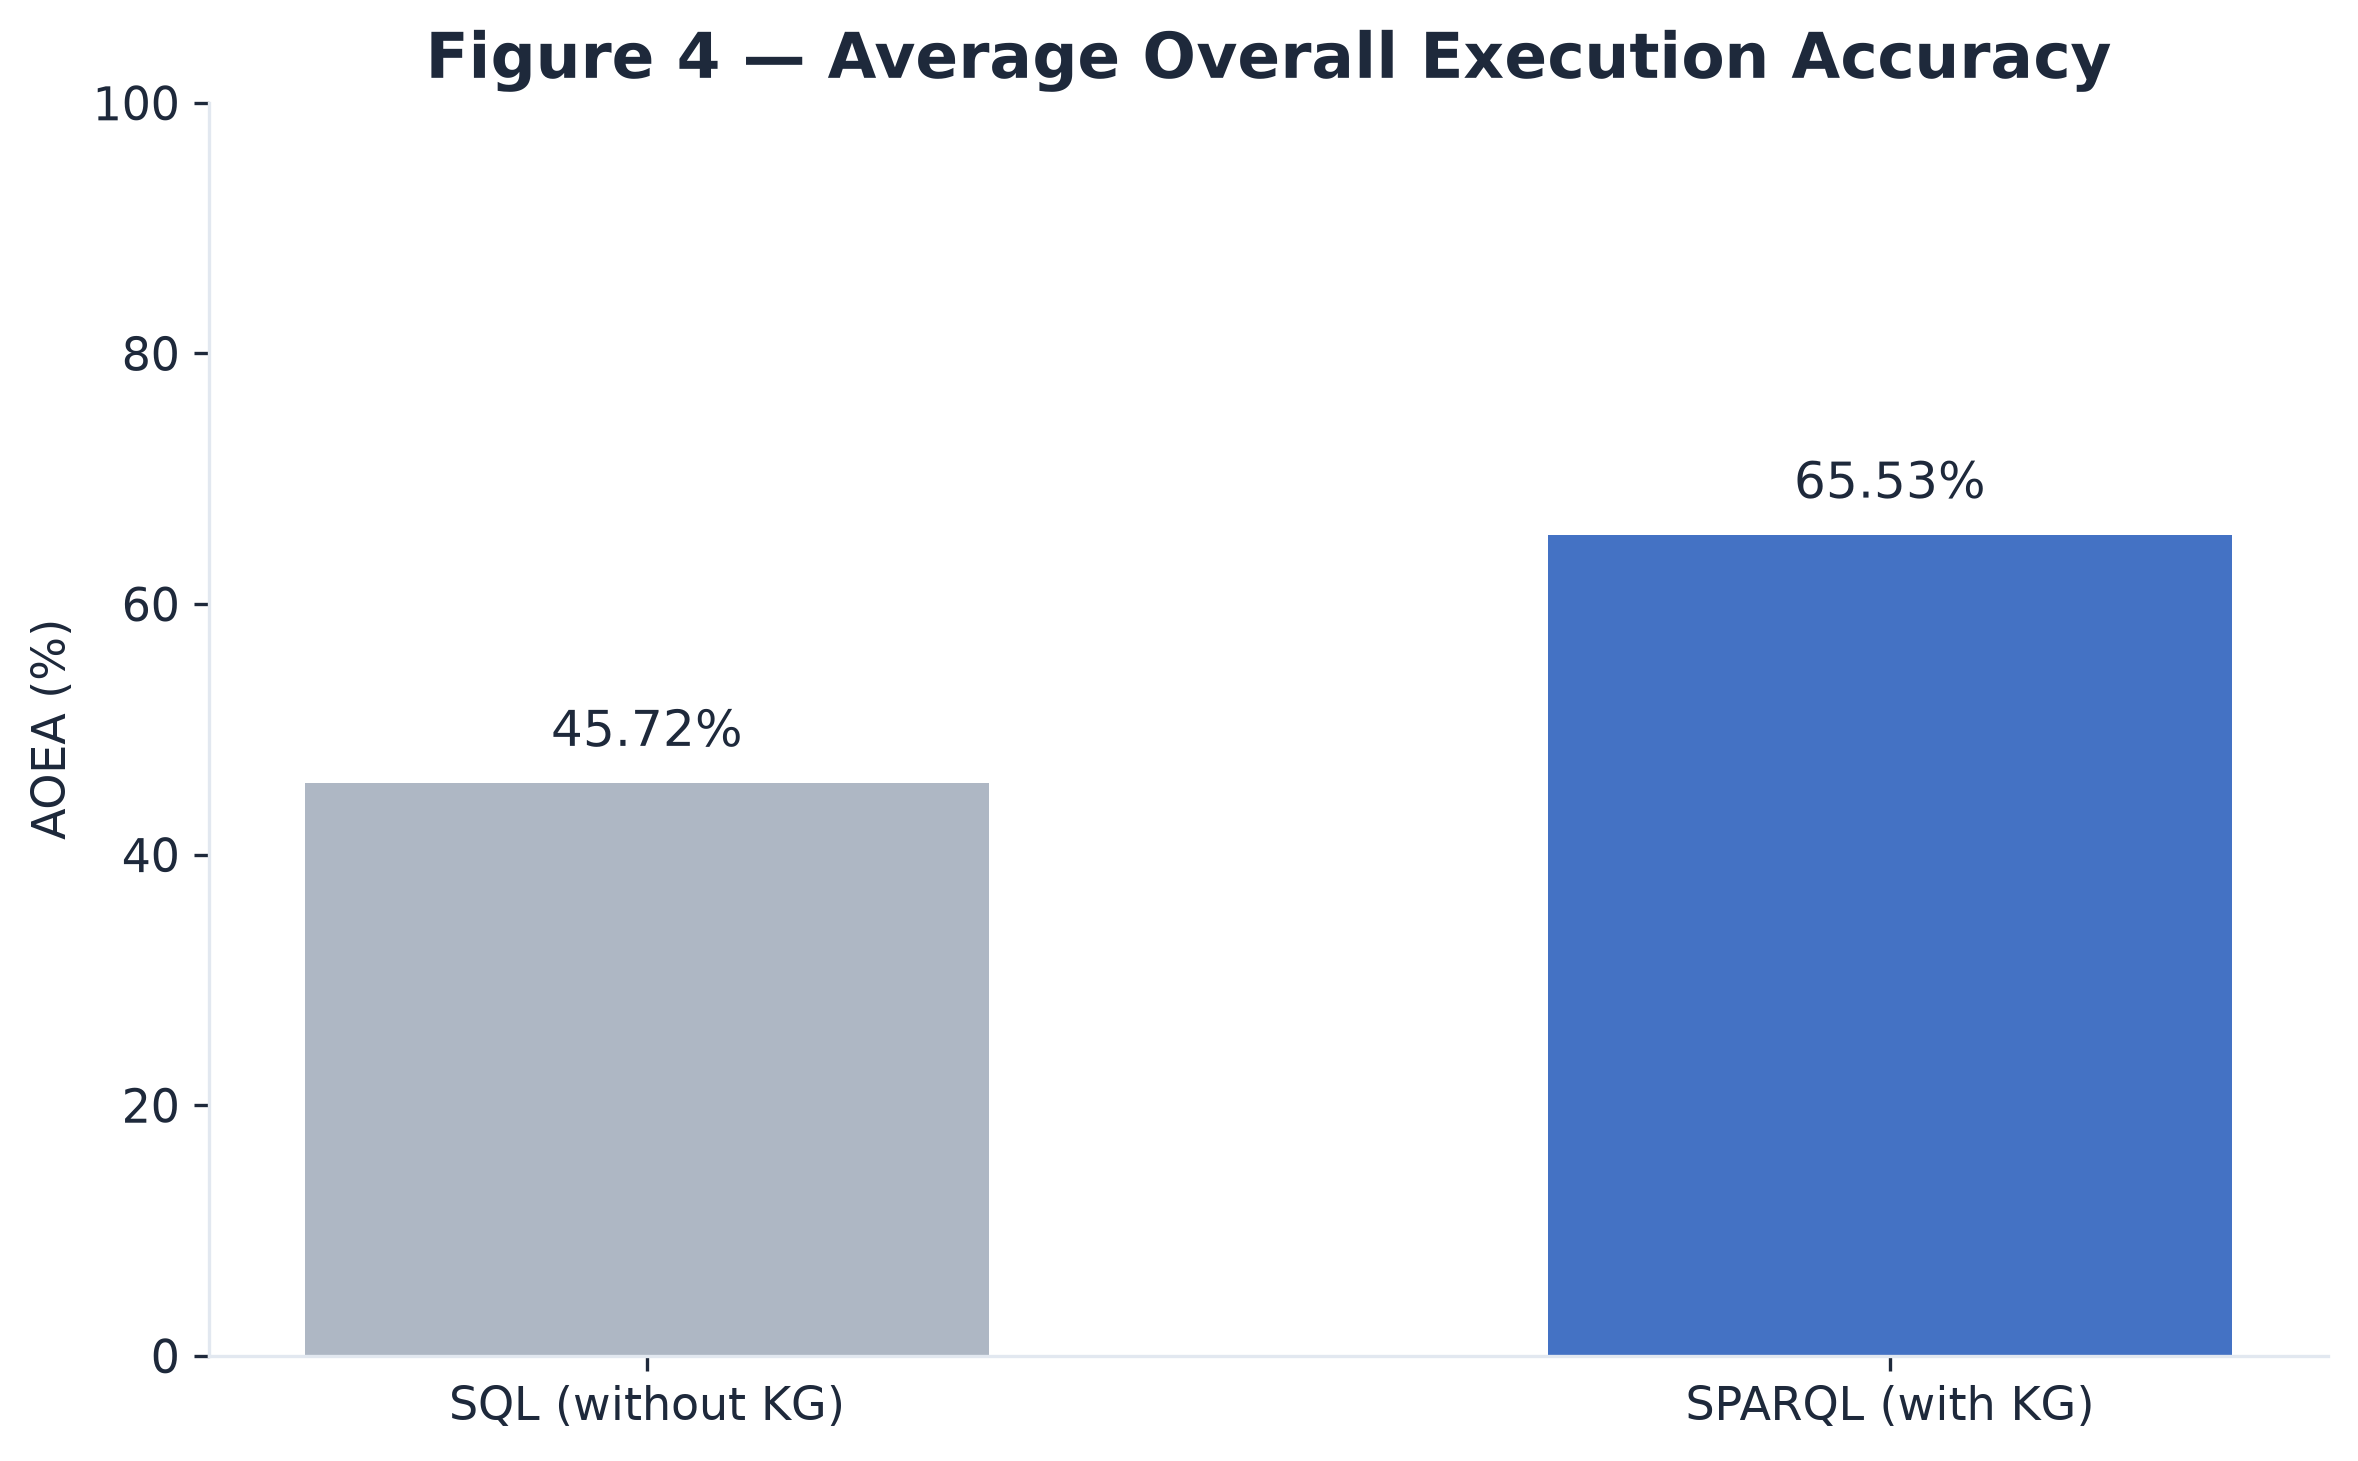 Figure 4 — Average Overall Execution Accuracy
100
80
60
40
20
0
AOEA (%)
45.72%
65.53%
SQL (without KG)
SPARQL (with KG)